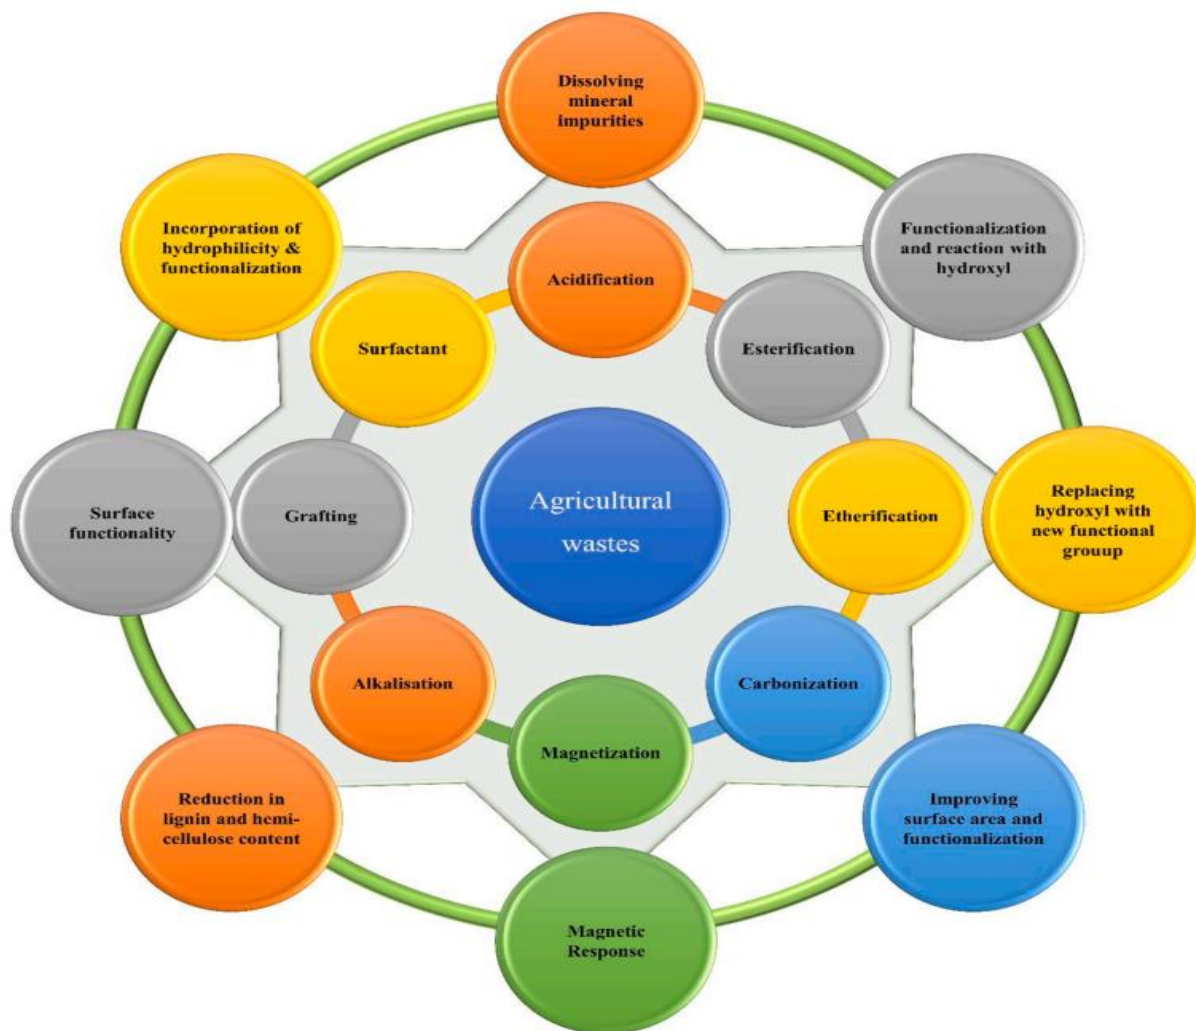 Dissolving
mineral
impurities
Incorporation of
hydrophilicity &
functionalization
Functionalization
and reaction with
hydroxyl
Acidification
Surfactant
Esterification
Surface
functionality
Grafting
Agricultural
wastes
Etherification
Replacing
hydroxyl with
new functional
grouup
Alkalisation
Carbonization
Magnetization
Reduction in
lignin and hemi-
cellulose content
Improving
surface area and
functionalization
Magnetic
Response